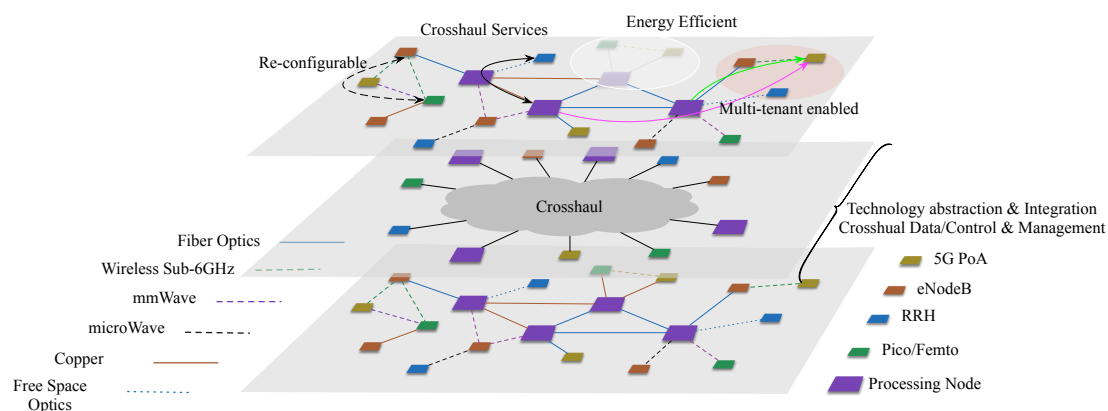 Energy Efficient
Crosshaul Services
Re-configurable
Multi-tenant enabled
Crosshaul
Technology abstraction & Integration
Crosshual Data/Control & Management
Fiber Optics
Wireless Sub-6GHz
mmWave
microWave
Copper
Free Space
Optics
5G PoA
eNodeB
RRH
Pico/Femto
Processing Node